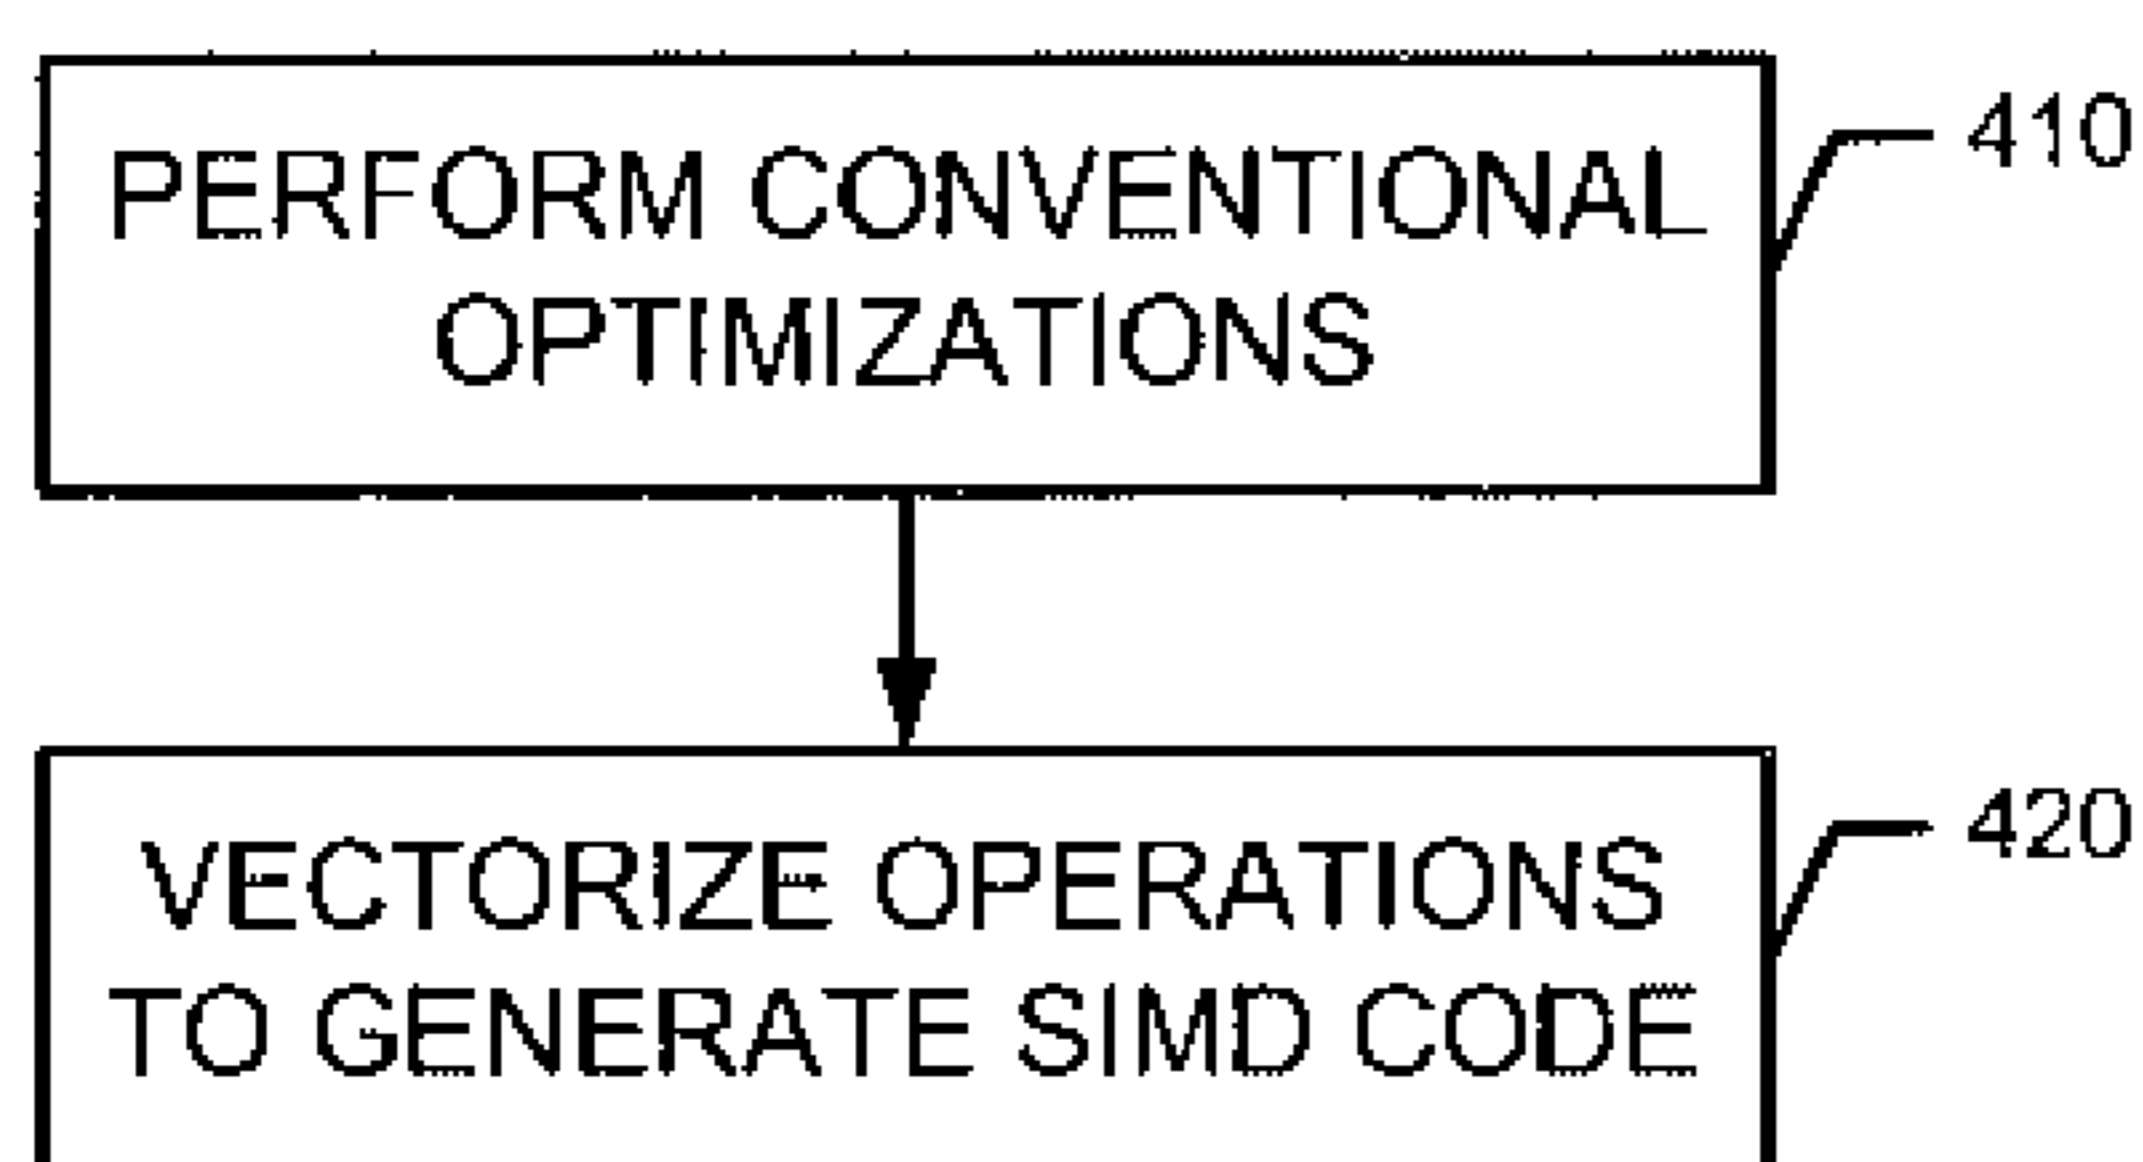 PERFORM CONVENTIONAL
OPTIMIZATIONS
410
VECTORIZE OPERATIONS
TO GENERATE SIMD CODE
420